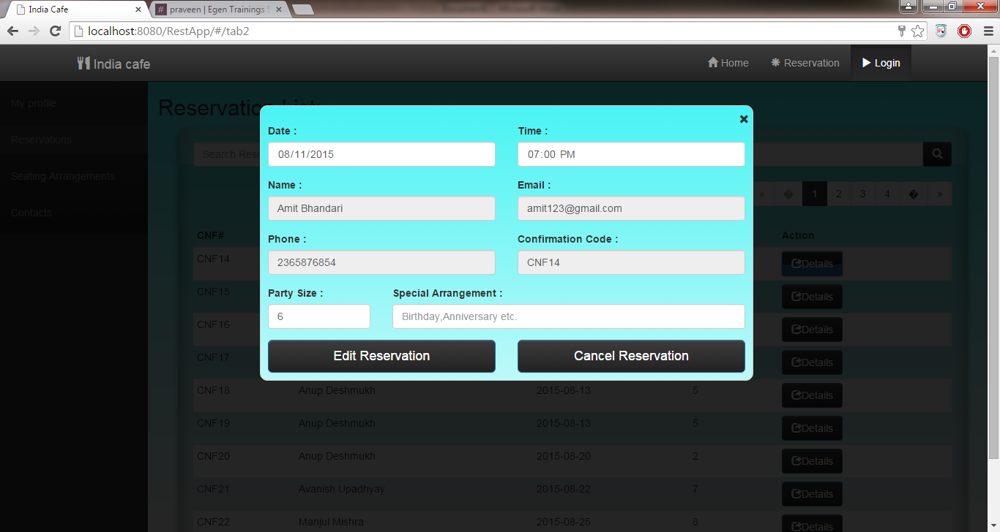 India Cafe
praveen | Egen Trainings S
localhost:8080/RestApp/#/tab2
India cafe Home Reservation Login
My profile
Reservations
Seating Arrangements
Contacts
Reservation List:
Search Rese
« � 1 2 3 4 � »
CNF# Action
Date : Time :
08/11/2015 07:00 PM
Name : Email :
Amit Bhandari amit123@gmail.com
Phone : Confirmation Code :
2365876854 CNF14
Party Size : Special Arrangement :
6 Birthday,Anniversary etc.
Edit Reservation Cancel Reservation
CNF14 Details
CNF15 Details
CNF16 Details
CNF17 Details
CNF18 Anup Deshmukh 2015-08-13 5 Details
CNF19 Anup Deshmukh 2015-08-13 5 Details
CNF20 Anup Deshmukh 2015-08-20 2 Details
CNF21 Avanish Upadhyay 2015-08-22 7 Details
CNF22 Manjul Mishra 2015-08-25 8 Details